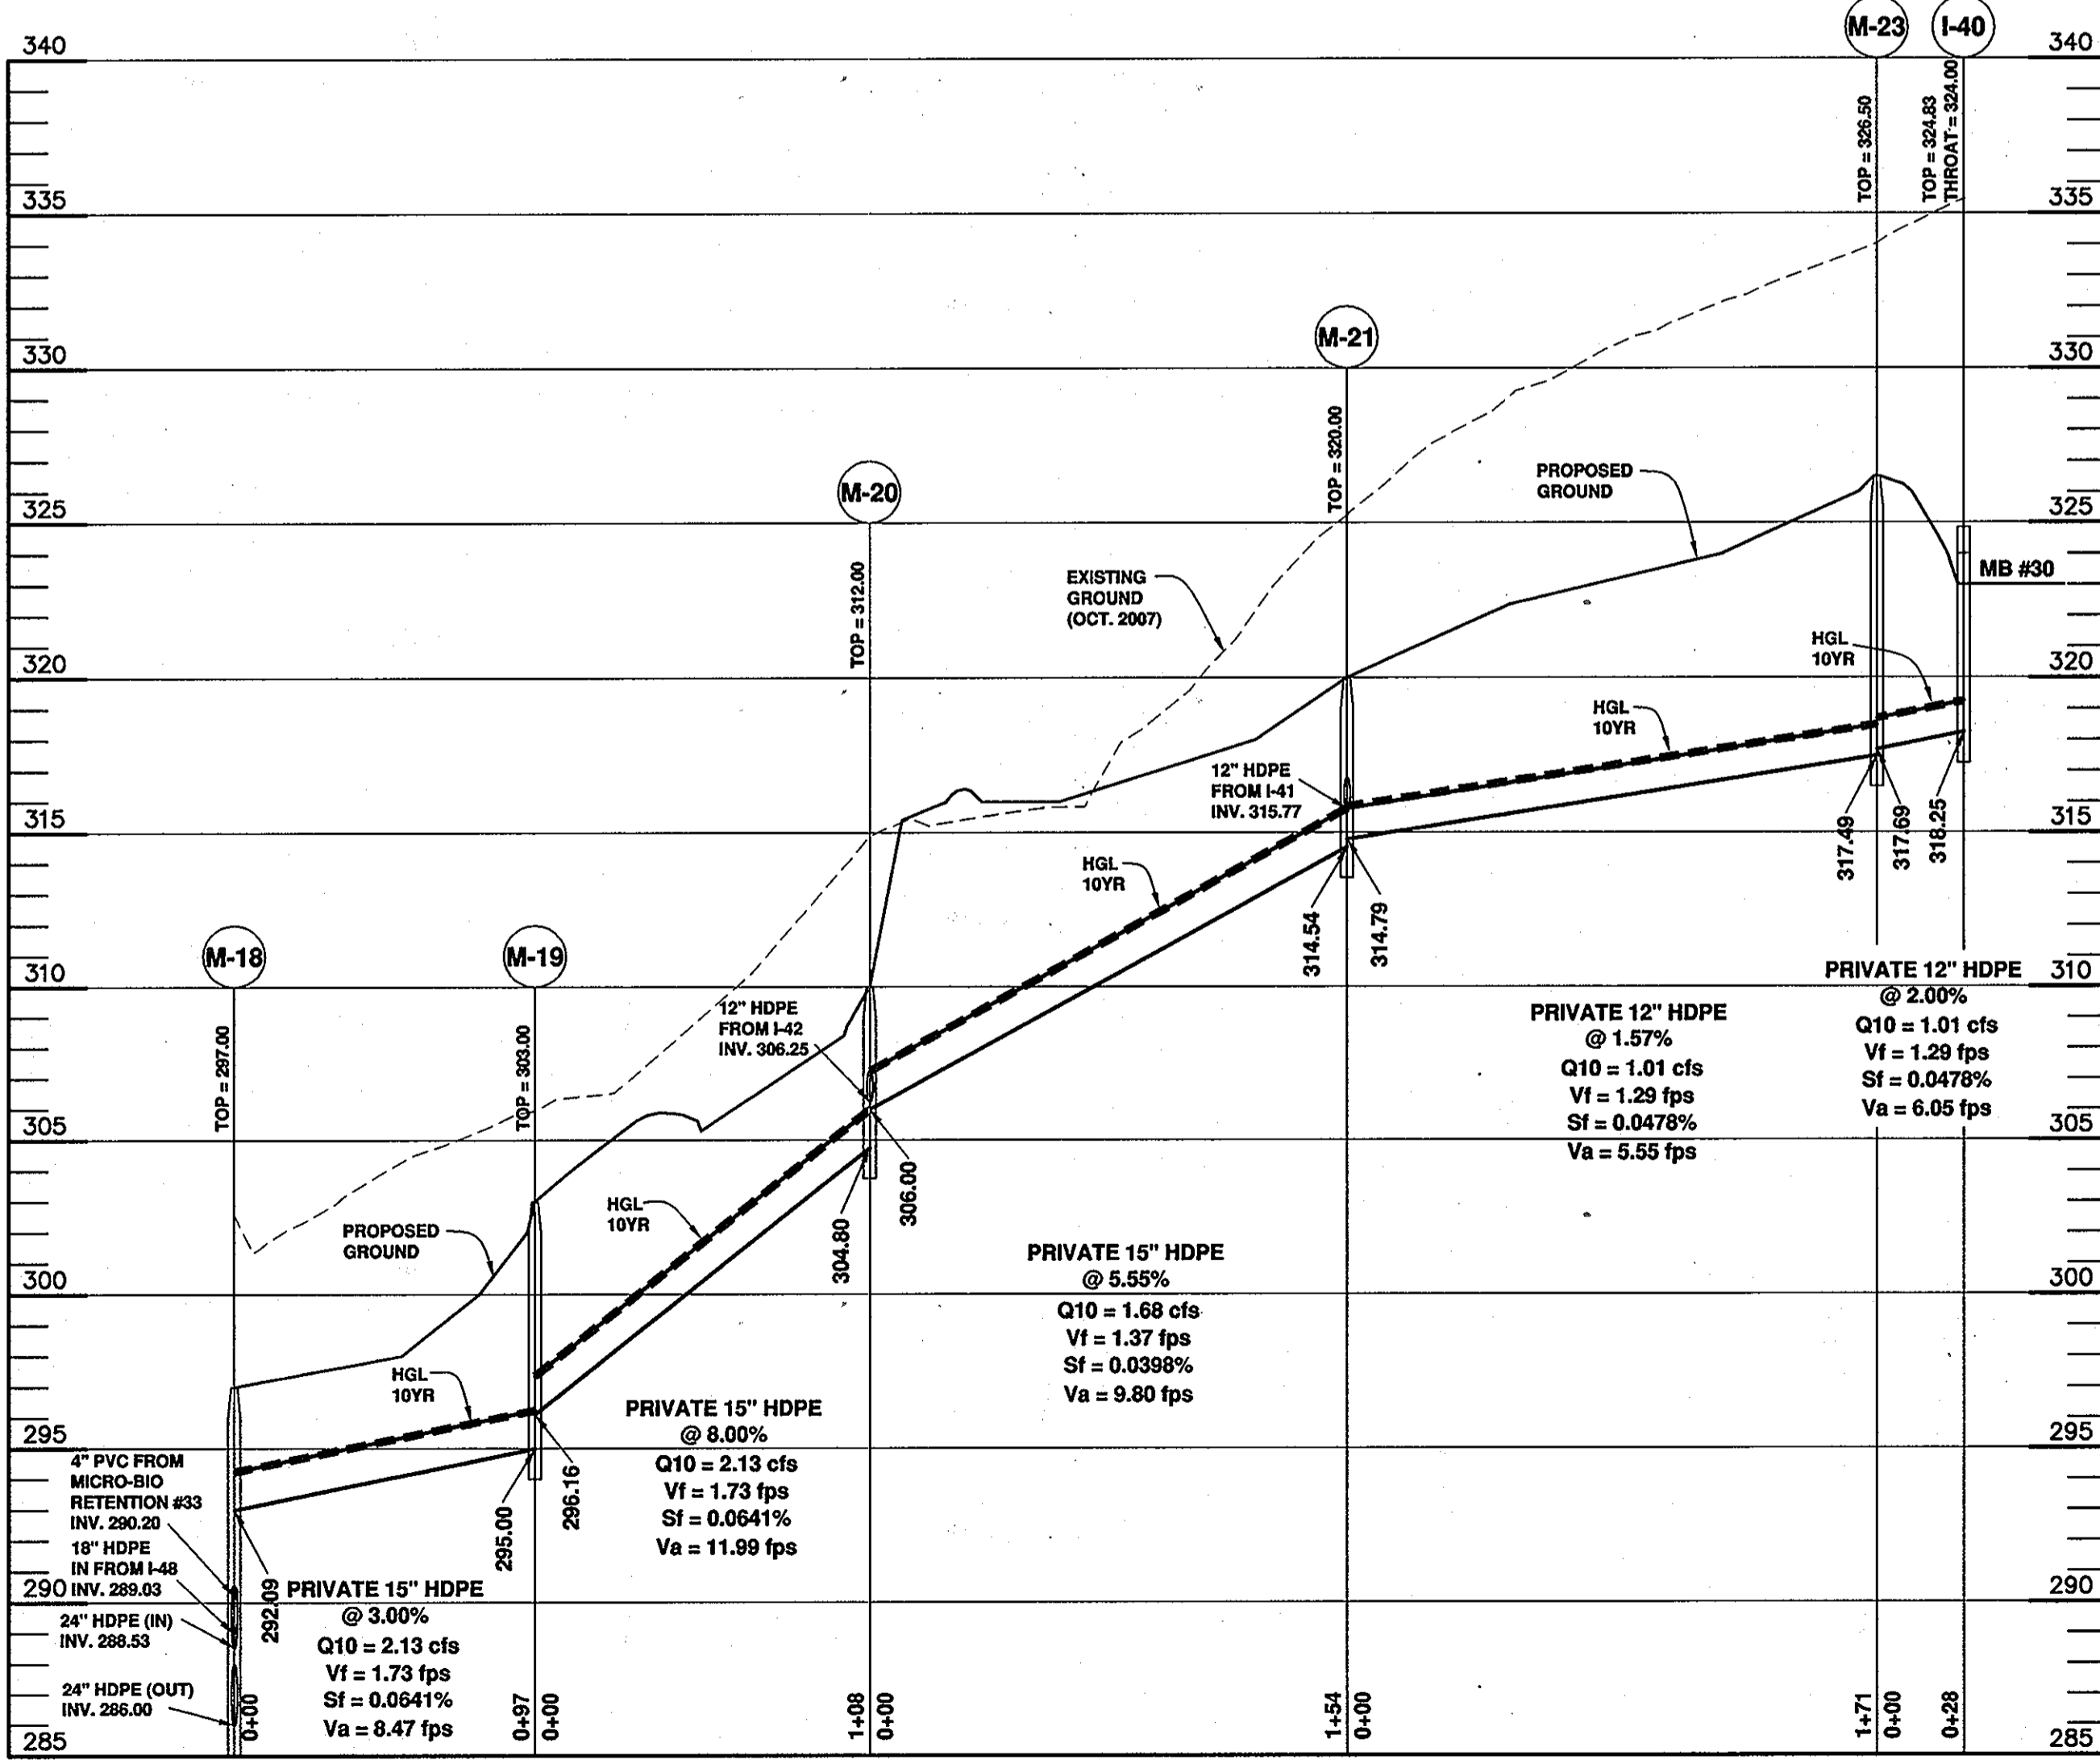 M-23
I-40
340
340
TOP = 326.50
TOP = 324.83
THROAT = 324.00
335
335
M-21
330
330
TOP = 320.00
PROPOSED
GROUND
M-20
325
325
TOP = 312.00
EXISTING
GROUND
(OCT. 2007)
MB #30
HGL
10YR
320
320
HGL
10YR
12" HDPE
FROM I-41
INV. 315.77
315
315
317.49
317.69
318.25
HGL
10YR
314.54
314.79
M-18
M-19
310
310
PRIVATE 12" HDPE
@ 2.00%
Q10 = 1.01 cfs
Vf = 1.29 fps
Sf = 0.0478%
Va = 6.05 fps
PRIVATE 12" HDPE
@ 1.57%
Q10 = 1.01 cfs
Vf = 1.29 fps
Sf = 0.0478%
Va = 5.55 fps
12" HDPE
FROM I-42
INV. 306.25
TOP = 297.00
TOP = 303.00
305
305
304.80
306.00
HGL
10YR
PROPOSED
GROUND
300
300
PRIVATE 15" HDPE
@ 5.55%
Q10 = 1.68 cfs
Vf = 1.37 fps
Sf = 0.0398%
Va = 9.80 fps
HGL
10YR
PRIVATE 15" HDPE
@ 8.00%
Q10 = 2.13 cfs
Vf = 1.73 fps
Sf = 0.0641%
Va = 11.99 fps
295
295
4" PVC FROM
MICRO-BIO
RETENTION #33
INV. 290.20
18" HDPE
IN FROM I-48
INV. 289.03
295.00
296.16
290
290
24" HDPE (IN)
INV. 288.53
292.09
PRIVATE 15" HDPE
@ 3.00%
Q10 = 2.13 cfs
Vf = 1.73 fps
Sf = 0.0641%
Va = 8.47 fps
24" HDPE (OUT)
INV. 286.00
0+00
0+97
0+00
1+08
0+00
1+54
0+00
1+71
0+00
0+28
285
285